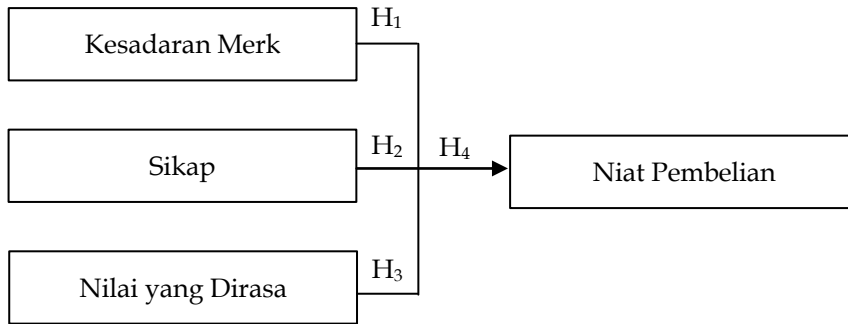 H₁
Kesadaran Merk
H₂
H₄
Sikap
Niat Pembelian
H₃
Nilai yang Dirasa